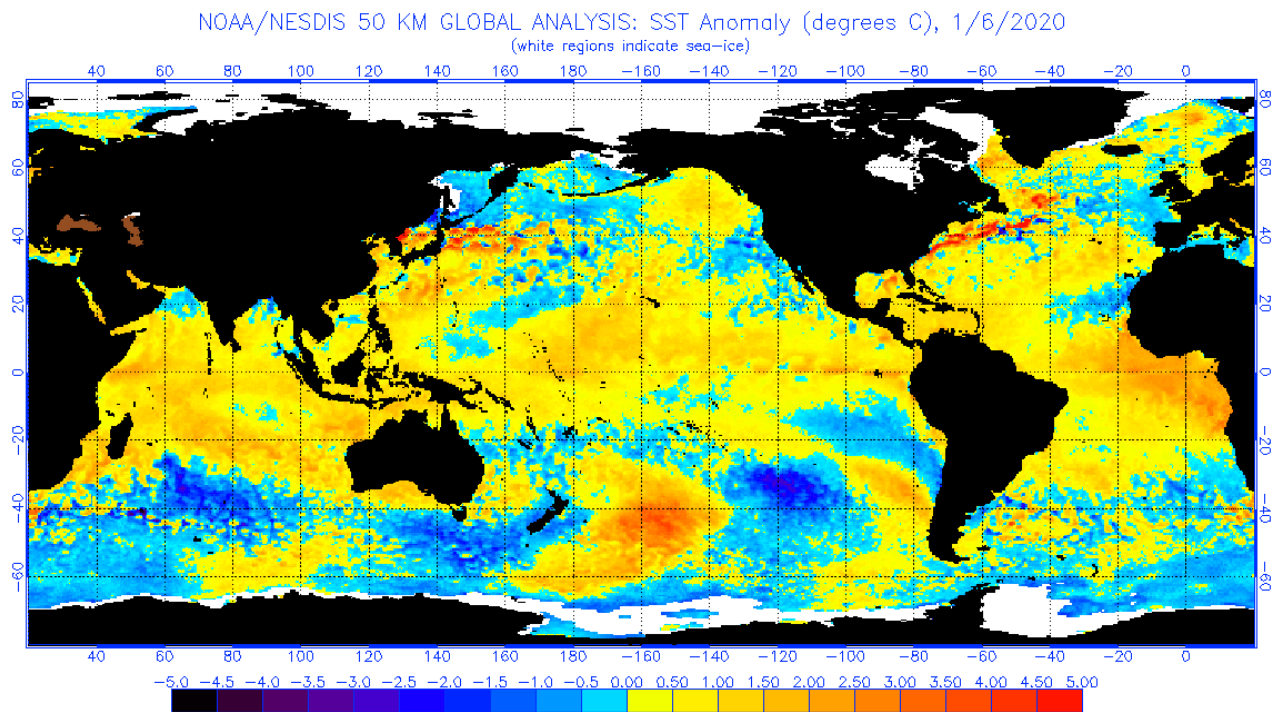 NOAA/NESDIS 50 KM GLOBAL ANALYSIS: SST Anomaly (degrees C), 1/6/2020
(white regions indicate sea-ice)
40 60 80 100 120 140 160 180 -160 -140 -120 -100 -80 -60 -40 -20 0
80 80
60 60
40 40
20 20
0 0
-20 -20
-40 -40
-60 -60
40 60 80 100 120 140 160 180 -160 -140 -120 -100 -80 -60 -40 -20 0
-5.0 -4.5 -4.0 -3.5 -3.0 -2.5 -2.0 -1.5 -1.0 -0.5 0.00 0.50 1.00 1.50 2.00 2.50 3.00 3.50 4.00 4.50 5.00